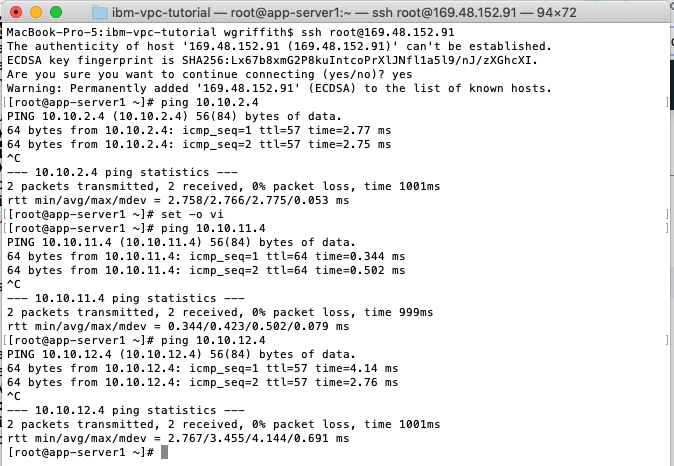 ibm-vpc-tutorial — root@app-server1:~ — ssh root@169.48.152.91 — 94×72
MacBook-Pro-5:ibm-vpc-tutorial wgriffith$ ssh root@169.48.152.91
The authenticity of host '169.48.152.91 (169.48.152.91)' can't be established.
ECDSA key fingerprint is SHA256:Lx67b8xmG2P8kuIntcoPrXlJNfl1a5l9/nJ/zXGhcXI.
Are you sure you want to continue connecting (yes/no)? yes
Warning: Permanently added '169.48.152.91' (ECDSA) to the list of known hosts.
[[root@app-server1 ~]# ping 10.10.2.4 ]
PING 10.10.2.4 (10.10.2.4) 56(84) bytes of data.
64 bytes from 10.10.2.4: icmp_seq=1 ttl=57 time=2.77 ms
64 bytes from 10.10.2.4: icmp_seq=2 ttl=57 time=2.75 ms
^C
--- 10.10.2.4 ping statistics ---
2 packets transmitted, 2 received, 0% packet loss, time 1001ms
rtt min/avg/max/mdev = 2.758/2.766/2.775/0.053 ms
[[root@app-server1 ~]# set -o vi ]
[[root@app-server1 ~]# ping 10.10.11.4 ]
PING 10.10.11.4 (10.10.11.4) 56(84) bytes of data.
64 bytes from 10.10.11.4: icmp_seq=1 ttl=64 time=0.344 ms
64 bytes from 10.10.11.4: icmp_seq=2 ttl=64 time=0.502 ms
^C
--- 10.10.11.4 ping statistics ---
2 packets transmitted, 2 received, 0% packet loss, time 999ms
rtt min/avg/max/mdev = 0.344/0.423/0.502/0.079 ms
[[root@app-server1 ~]# ping 10.10.12.4 ]
PING 10.10.12.4 (10.10.12.4) 56(84) bytes of data.
64 bytes from 10.10.12.4: icmp_seq=1 ttl=57 time=4.14 ms
64 bytes from 10.10.12.4: icmp_seq=2 ttl=57 time=2.76 ms
^C
--- 10.10.12.4 ping statistics ---
2 packets transmitted, 2 received, 0% packet loss, time 1001ms
rtt min/avg/max/mdev = 2.767/3.455/4.144/0.691 ms
[root@app-server1 ~]#